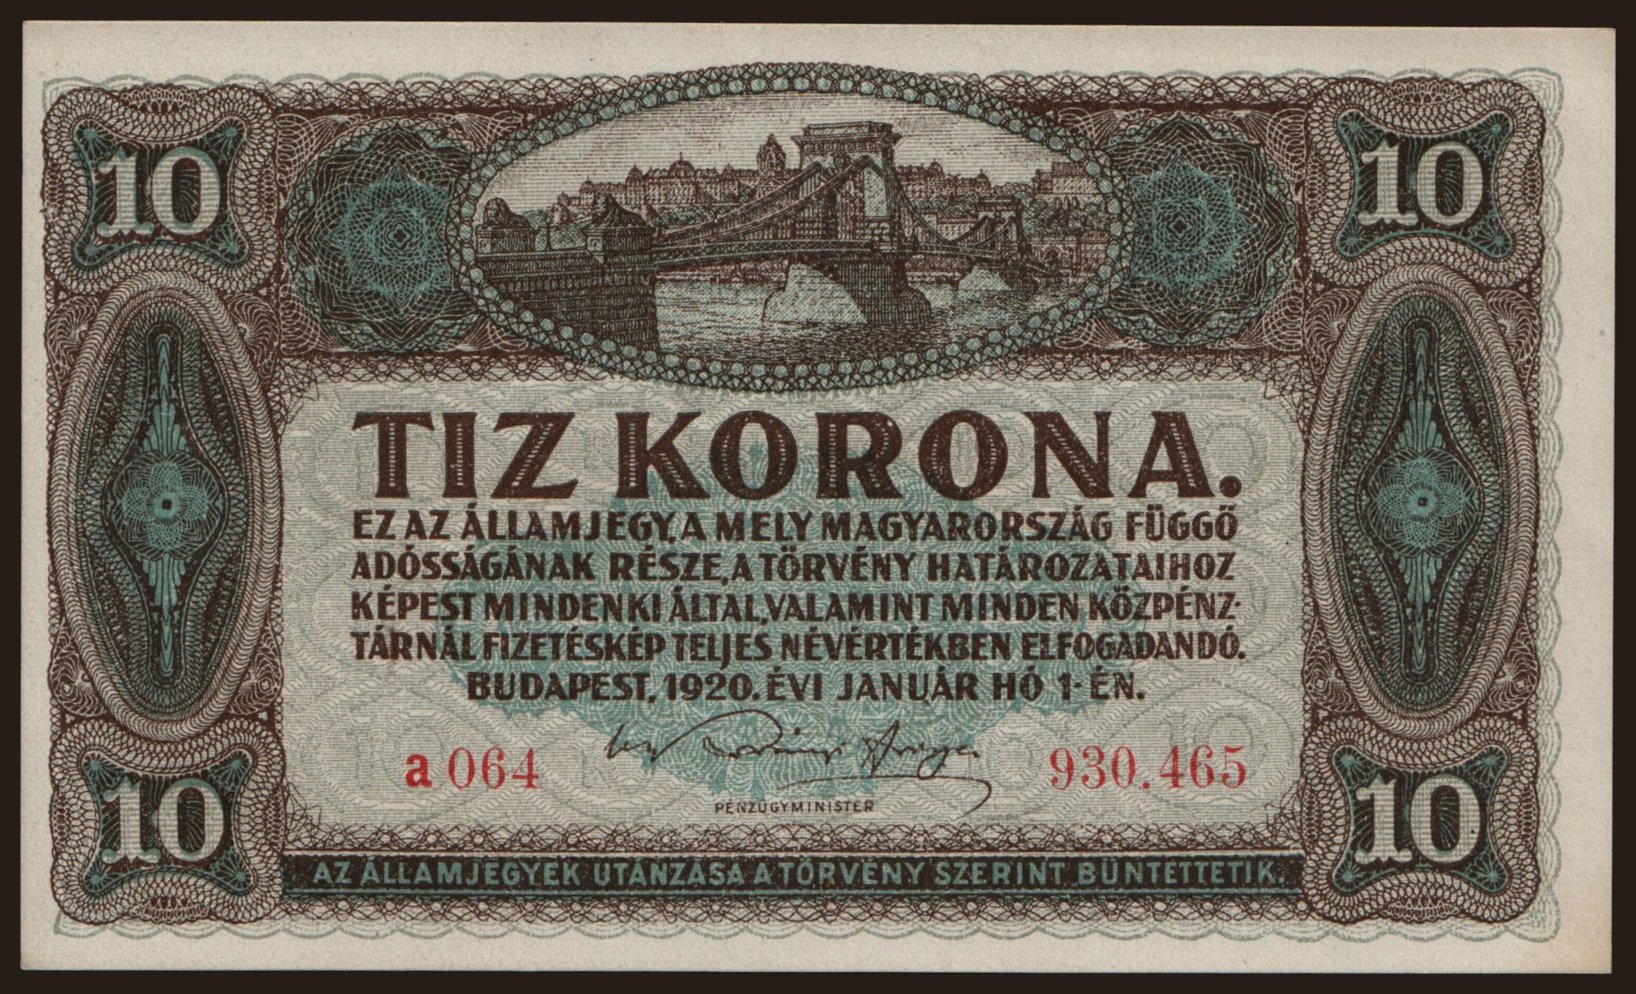 10
10
TIZ KORONA.
EZ AZ ÁLLAMJEGY, A MELY MAGYARORSZÁG FÜGGŐ
ADÓSSÁGÁNAK RÉSZE, A TÖRVÉNY HATÁROZATAIHOZ
KÉPEST MINDENKI ÁLTAL, VALAMINT MINDEN KÖZPÉNZ-
TÁRNÁL FIZETÉSKÉP TELJES NÉVÉRTÉKBEN ELFOGADANDÓ.
BUDAPEST, 1920. ÉVI JANUÁR HÓ 1-ÉN.
a 064
930.465
PÉNZÜGYMINISTER
10
10
AZ ÁLLAMJEGYEK UTÁNZÁSA A TÖRVÉNY SZERINT BÜNTETTETIK.